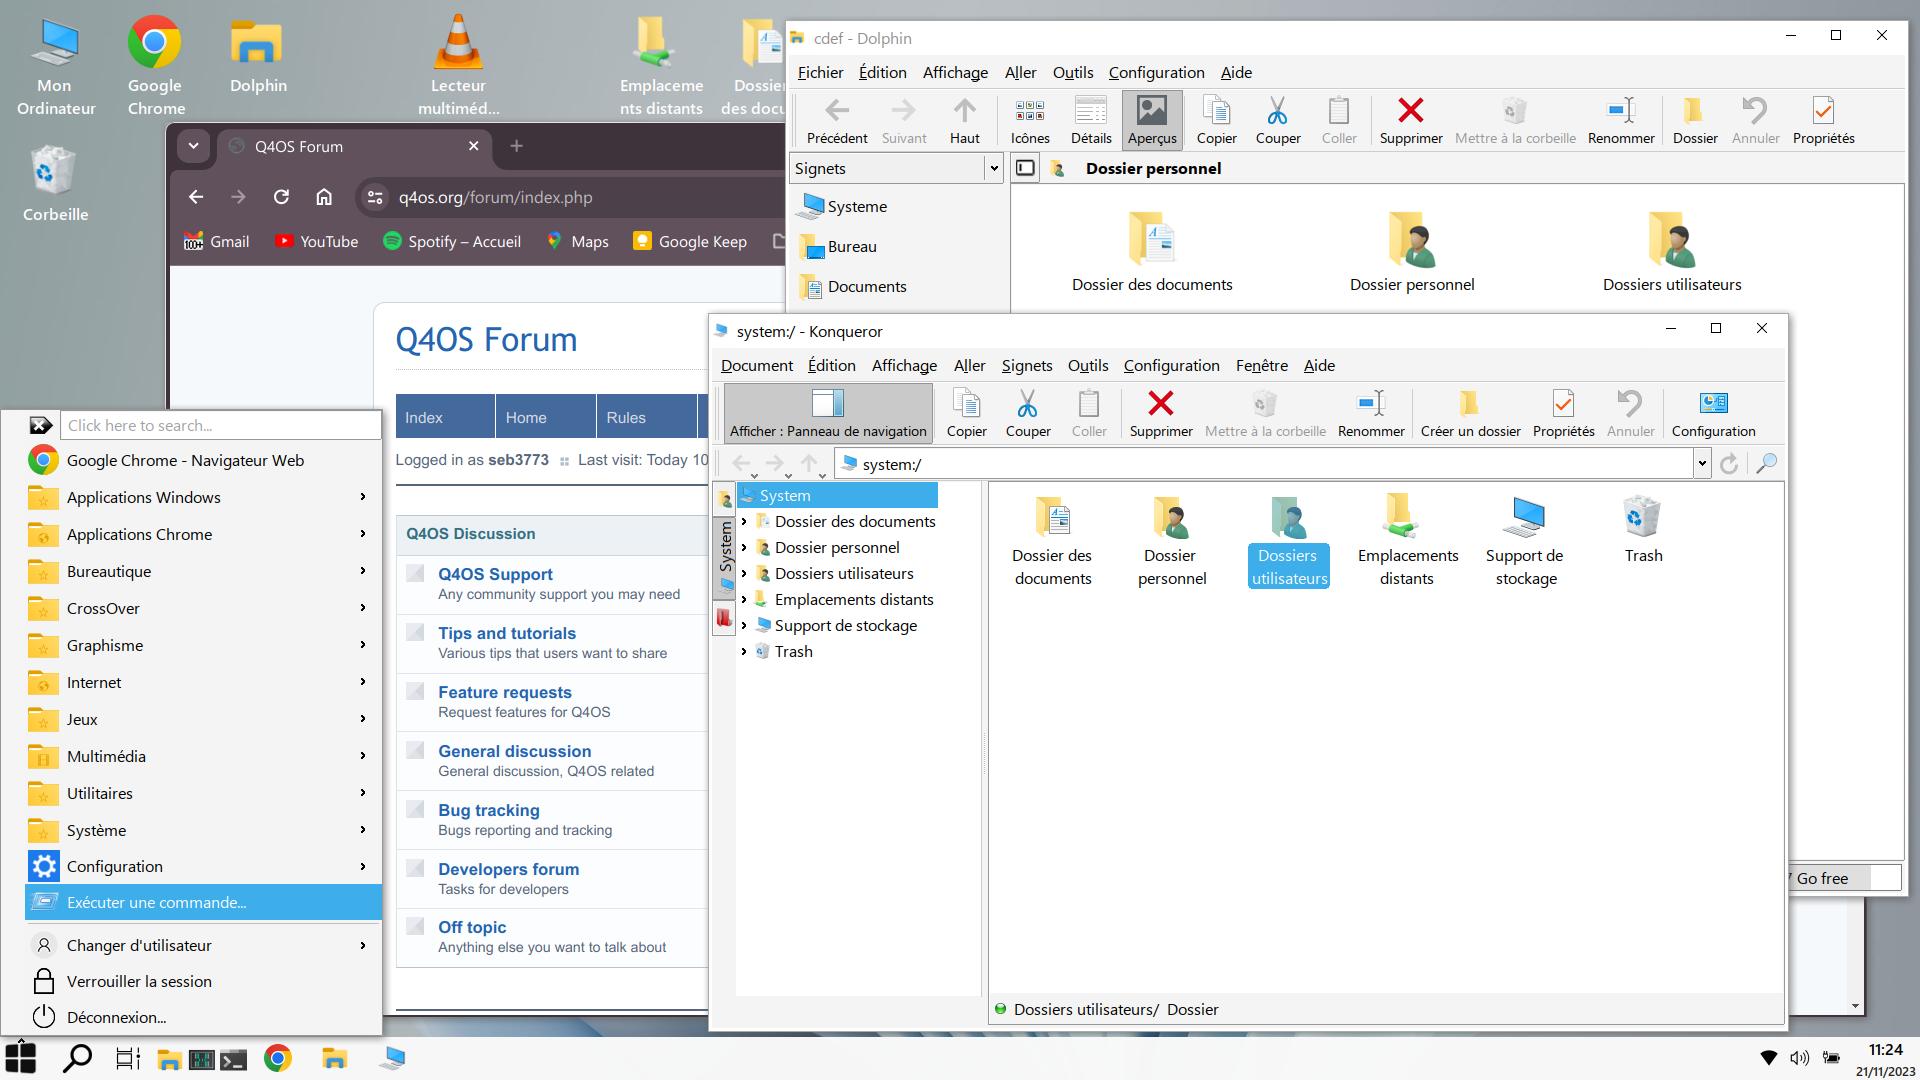 Mon
Ordinateur
Google
Chrome
Dolphin
Lecteur
multiméd...
Emplaceme
nts distants
Dossier
Corbeille
Q4OS Forum
q4os.org/forum/index.php
Gmail
YouTube
Spotify – Accueil
Maps
Google Keep
Q4OS Forum
Index
Home
Rules
Logged in as seb3773
Last visit: Today 10
Q4OS Discussion
Q4OS Support
Any community support you may need
Tips and tutorials
Various tips that users want to share
Feature requests
Request features for Q4OS
General discussion
General discussion, Q4OS related
Bug tracking
Bugs reporting and tracking
Developers forum
Tasks for developers
Off topic
Anything else you want to talk about
cdef - Dolphin
Fichier Édition Affichage Aller Outils Configuration Aide
Précédent Suivant Haut Icônes Détails Aperçus Copier Couper Coller Supprimer Mettre à la corbeille Renommer Dossier Annuler Propriétés
Signets
Dossier personnel
Systeme
Bureau
Documents
Dossier des documents
Dossier personnel
Dossiers utilisateurs
Go free
system:/ - Konqueror
Document Édition Affichage Aller Signets Outils Configuration Fenêtre Aide
Afficher : Panneau de navigation Copier Couper Coller Supprimer Mettre à la corbeille Renommer Créer un dossier Propriétés Annuler Configuration
system:/
System
System
Dossier des documents
Dossier personnel
Dossiers utilisateurs
Emplacements distants
Support de stockage
Trash
Dossier des
documents
Dossier
personnel
Dossiers
utilisateurs
Emplacements
distants
Support de
stockage
Trash
Dossiers utilisateurs/ Dossier
Click here to search...
Google Chrome - Navigateur Web
Applications Windows
Applications Chrome
Bureautique
CrossOver
Graphisme
Internet
Jeux
Multimédia
Utilitaires
Système
Configuration
Exécuter une commande...
Changer d'utilisateur
Verrouiller la session
Déconnexion...
11:24
21/11/2023